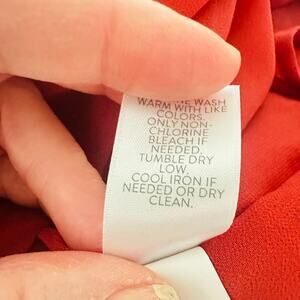 WASH
WARM WITH LIKE
COLORS.
ONLY NON-
CHLORINE
BLEACH IF
NEEDED.
TUMBLE DRY
LOW.
COOL IRON IF
NEEDED OR DRY
CLEAN.